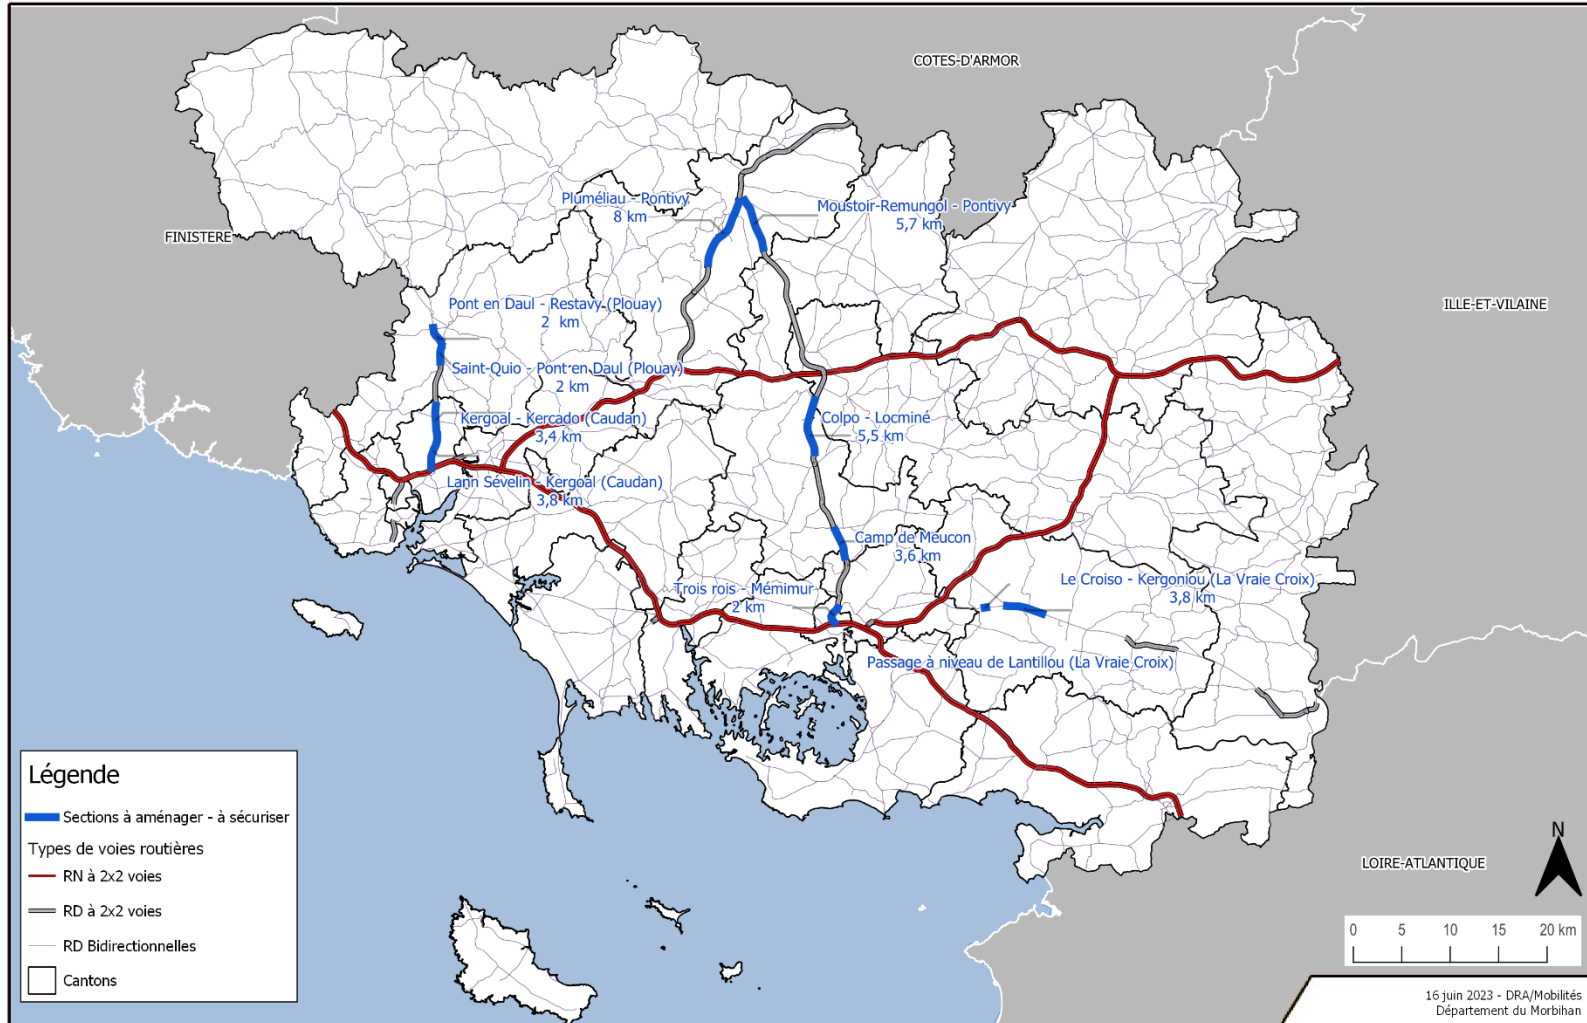 COTES-D'ARMOR
FINISTERE
ILLE-ET-VILAINE
LOIRE-ATLANTIQUE
Pluméliau - Pontivy
8 km
Moustoir-Remungol - Pontivy
5,7 km
Pont en Daul - Restavy (Plouay)
2 km
Saint-Quio - Pont en Daul (Plouay)
2 km
Kergoal - Kercado (Caudan)
3,4 km
Colpo - Locminé
5,5 km
Lann Sévelin - Kergoal (Caudan)
3,8 km
Camp de Meucon
3,6 km
Trois rois - Mémimur
2 km
Le Croiso - Kergoniou (La Vraie Croix)
3,8 km
Passage à niveau de Lantillou (La Vraie Croix)
Légende
Sections à aménager - à sécuriser
Types de voies routières
RN à 2x2 voies
RD à 2x2 voies
RD Bidirectionnelles
Cantons
N
0 5 10 15 20 km
16 juin 2023 - DRA/Mobilités
Département du Morbihan